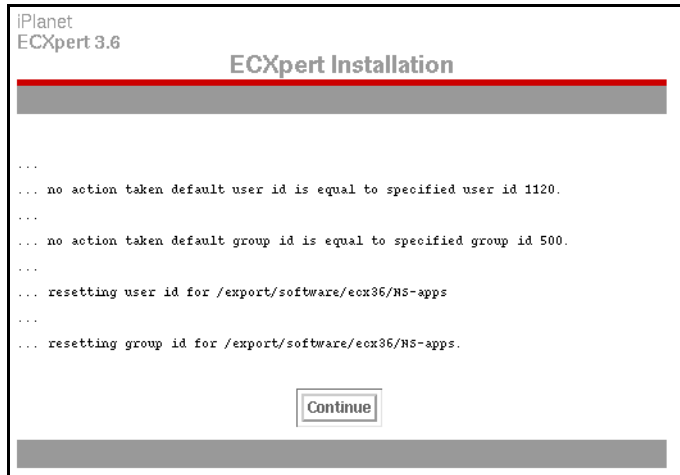 iPlanet
ECXpert 3.6
ECXpert Installation
...
... no action taken default user id is equal to specified user id 1120.
...
... no action taken default group id is equal to specified group id 500.
...
... resetting user id for /export/software/ecx36/NS-apps
...
... resetting group id for /export/software/ecx36/NS-apps.
Continue